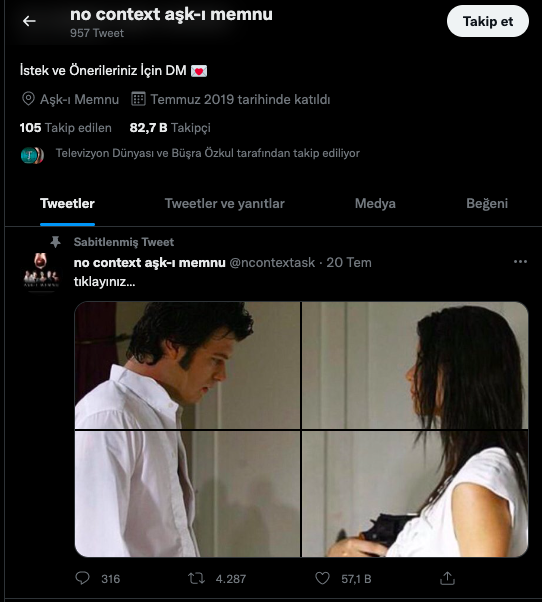 no context aşk-ı memnu
957 Tweet
Takip et
İstek ve Önerileriniz İçin DM 💌
Aşk-ı Memnu Temmuz 2019 tarihinde katıldı
105 Takip edilen 82,7 B Takipçi
Televizyon Dünyası ve Büşra Özkul tarafından takip ediliyor
Tweetler Tweetler ve yanıtlar Medya Beğeni
Sabitlenmiş Tweet
no context aşk-ı memnu @ncontextask · 20 Tem
tıklayınız...
AŞK-I MEMNU
316 4.287 57,1 B